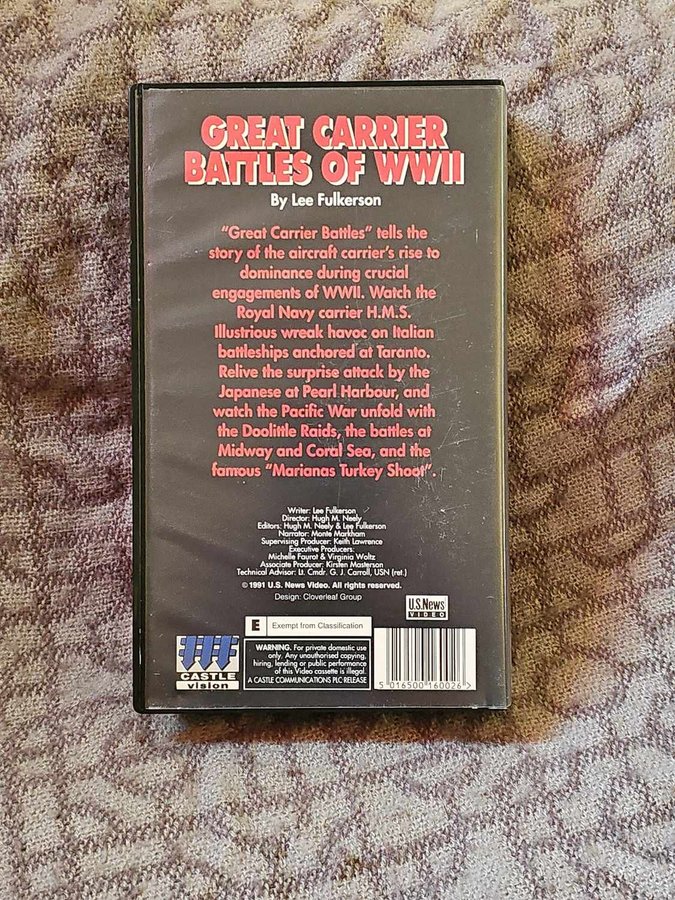 GREAT CARRIER
BATTLES OF WWII
By Lee Fulkerson
"Great Carrier Battles" tells the
story of the aircraft carrier's rise to
dominance during crucial
engagements of WWII. Watch the
Royal Navy carrier H.M.S.
Illustrious wreak havoc on Italian
battleships anchored at Taranto.
Relive the surprise attack by the
Japanese at Pearl Harbour, and
watch the Pacific War unfold with
the Doolittle Raids, the battles at
Midway and Coral Sea, and the
famous "Marianas Turkey Shoot".
Writer: Lee Fulkerson
Director: Hugh M. Neely
Editors: Hugh M. Neely & Lee Fulkerson
Narrator: Monte Markham
Supervising Producer: Keith Lawrence
Executive Producers:
Michelle Faurot & Virginia Woltz
Associate Producer: Kirsten Masterson
Technical Advisor: Lt. Cmdr. G. J. Carroll, USN (ret.)
© 1991 U.S. News Video. All rights reserved.
Design: Cloverleaf Group
U.S.News
VIDEO
E Exempt from Classification
CASTLE
vision
WARNING. For private domestic use
only. Any unauthorised copying,
hiring, lending or public performance
of this Video cassette is illegal.
A CASTLE COMMUNICATIONS PLC RELEASE
5 016500 160026 >